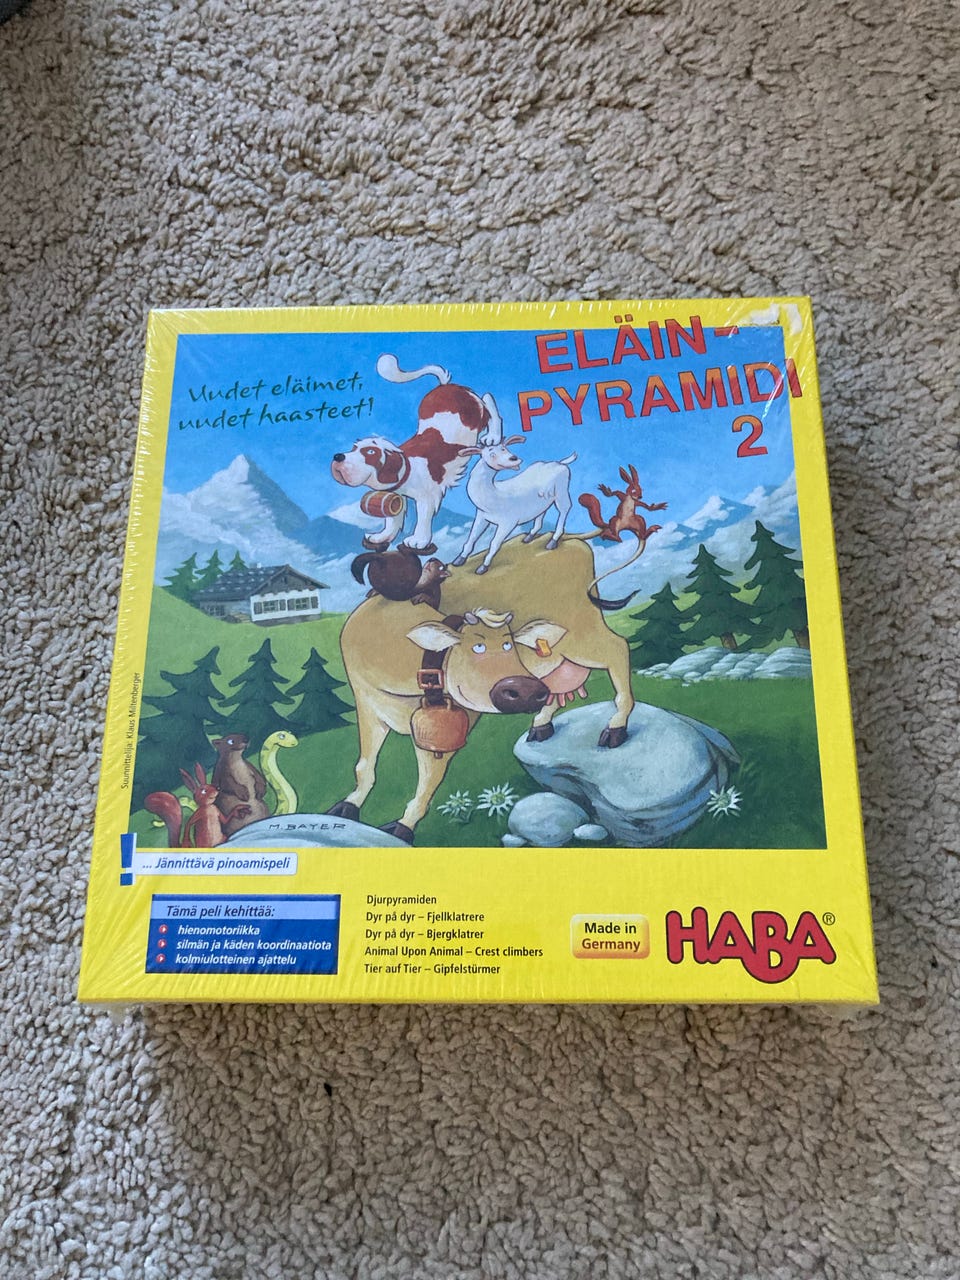 ELÄIN-
PYRAMIDI
2
Uudet eläimet,
uudet haasteet!
Suunnittelija: Klaus Miltenberger
M. BAYER
! ... Jännittävä pinoamispeli
Tämä peli kehittää:
hienomotoriikka
silmän ja käden koordinaatiota
kolmiulotteinen ajattelu
Djurpyramiden
Dyr på dyr – Fjellklatrere
Dyr på dyr – Bjergklatrer
Animal Upon Animal – Crest climbers
Tier auf Tier – Gipfelstürmer
Made in
Germany
HABA®